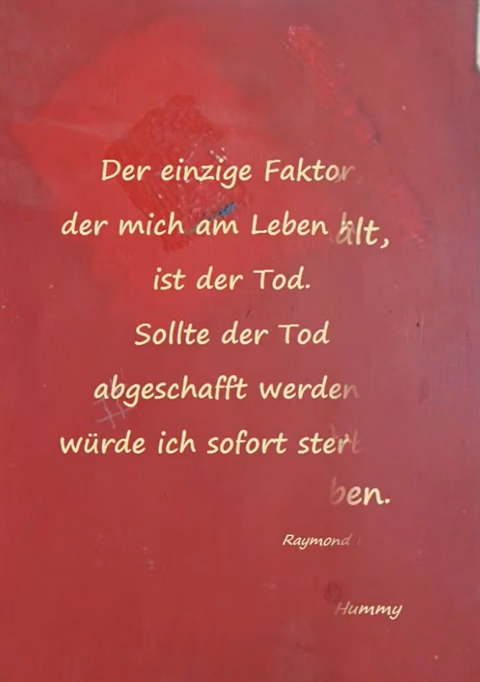 Der einzige Faktor
der mich am Leben hält,
ist der Tod.
Sollte der Tod
abgeschafft werden
würde ich sofort ster
ben.
Raymond
Hummy